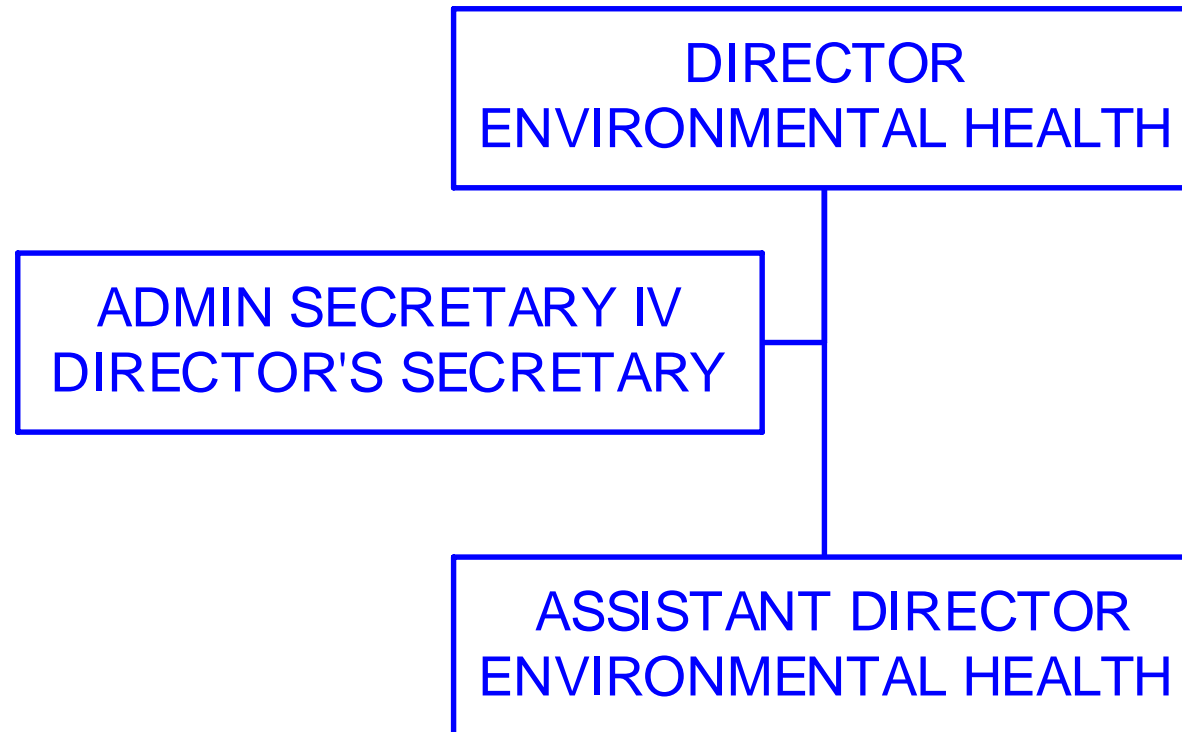 DIRECTOR
ENVIRONMENTAL HEALTH
ADMIN SECRETARY IV
DIRECTOR'S SECRETARY
ASSISTANT DIRECTOR
ENVIRONMENTAL HEALTH